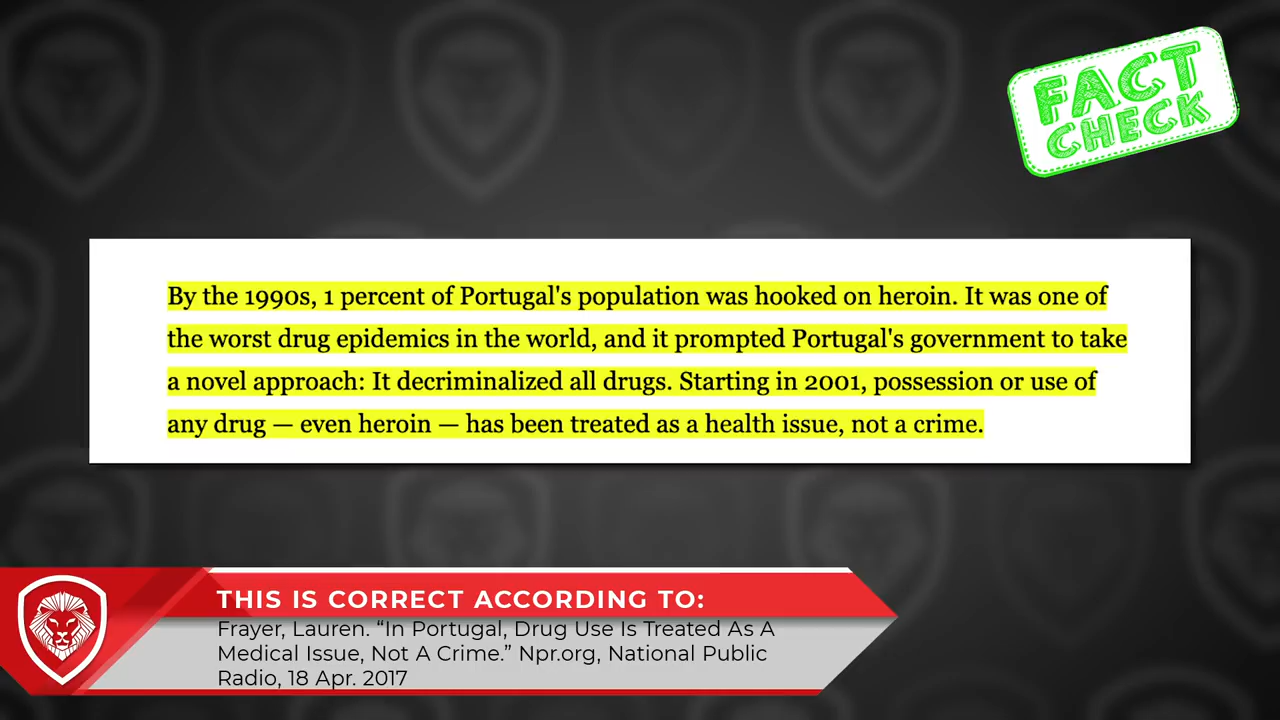 FACT
CHECK
By the 1990s, 1 percent of Portugal's population was hooked on heroin. It was one of
the worst drug epidemics in the world, and it prompted Portugal's government to take
a novel approach: It decriminalized all drugs. Starting in 2001, possession or use of
any drug — even heroin — has been treated as a health issue, not a crime.
THIS IS CORRECT ACCORDING TO:
Frayer, Lauren. “In Portugal, Drug Use Is Treated As A
Medical Issue, Not A Crime.” Npr.org, National Public
Radio, 18 Apr. 2017